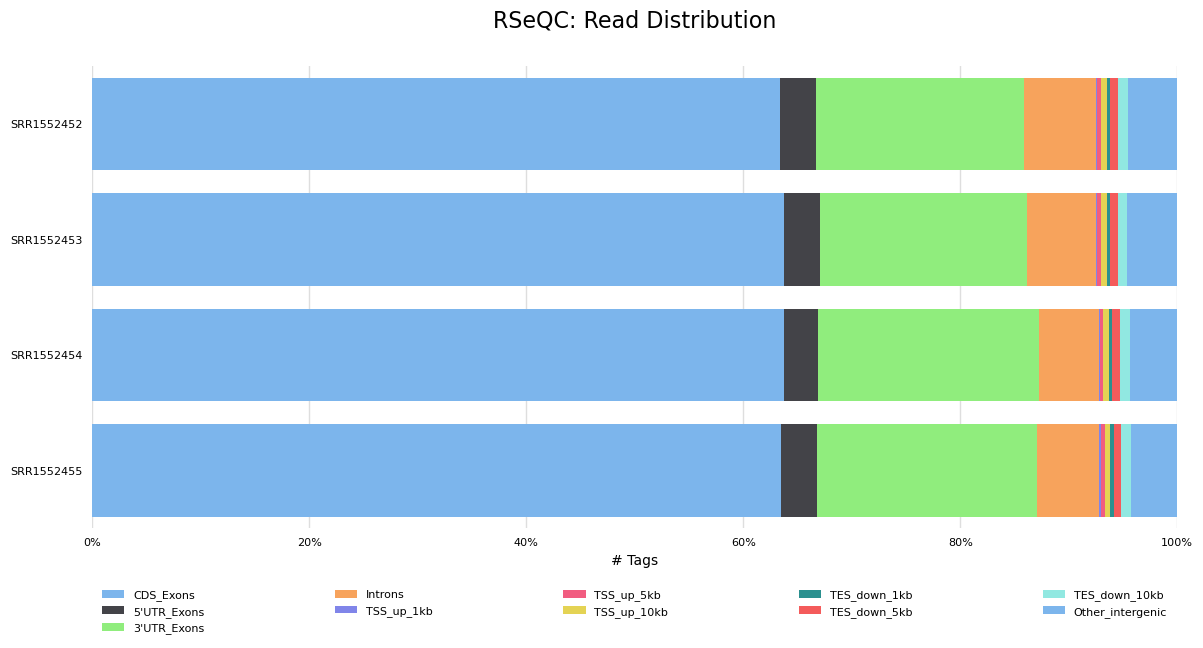 RSeQC: Read Distribution
SRR1552452
SRR1552453
SRR1552454
SRR1552455
0% 20% 40% 60% 80% 100%
# Tags
CDS_Exons Introns TSS_up_5kb TES_down_1kb TES_down_10kb
5'UTR_Exons TSS_up_1kb TSS_up_10kb TES_down_5kb Other_intergenic
3'UTR_Exons